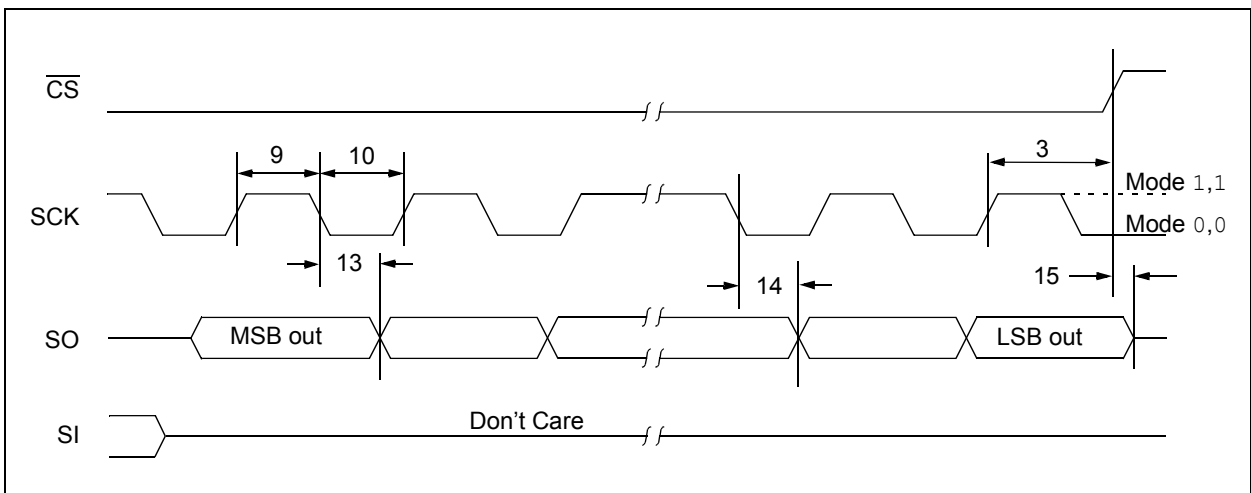 CS
9
10
3
SCK
Mode 1,1
Mode 0,0
13
14
15
SO
MSB out
LSB out
SI
Don't Care